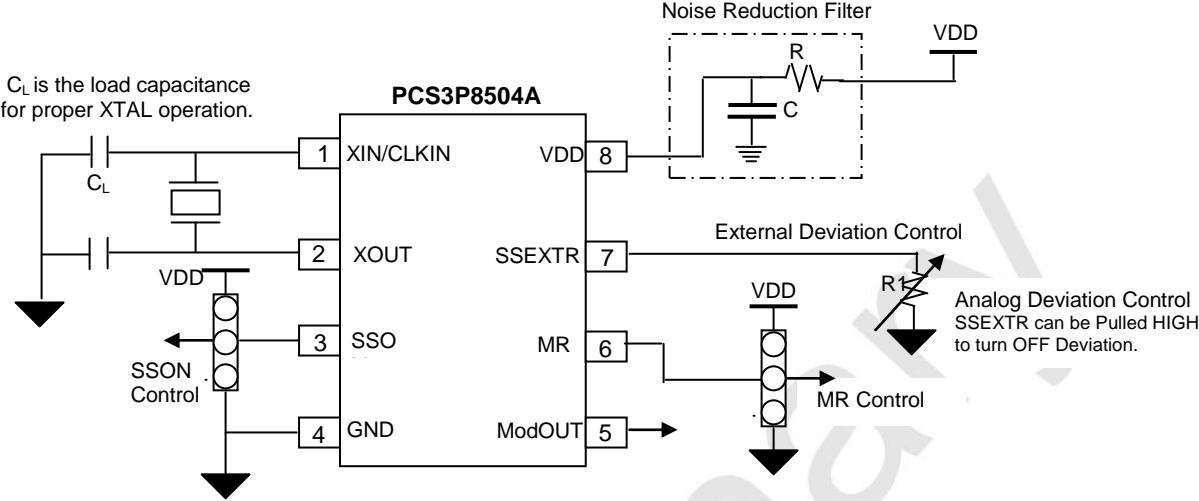 Noise Reduction Filter
VDD
R
C
CL is the load capacitance
for proper XTAL operation.
PCS3P8504A
1 XIN/CLKIN
VDD 8
CL
2 XOUT
SSEXTR 7
External Deviation Control
R1
Analog Deviation Control
SSEXTR can be Pulled HIGH
to turn OFF Deviation.
VDD
VDD
3 SSO
MR 6
SSON
Control
MR Control
4 GND
ModOUT 5